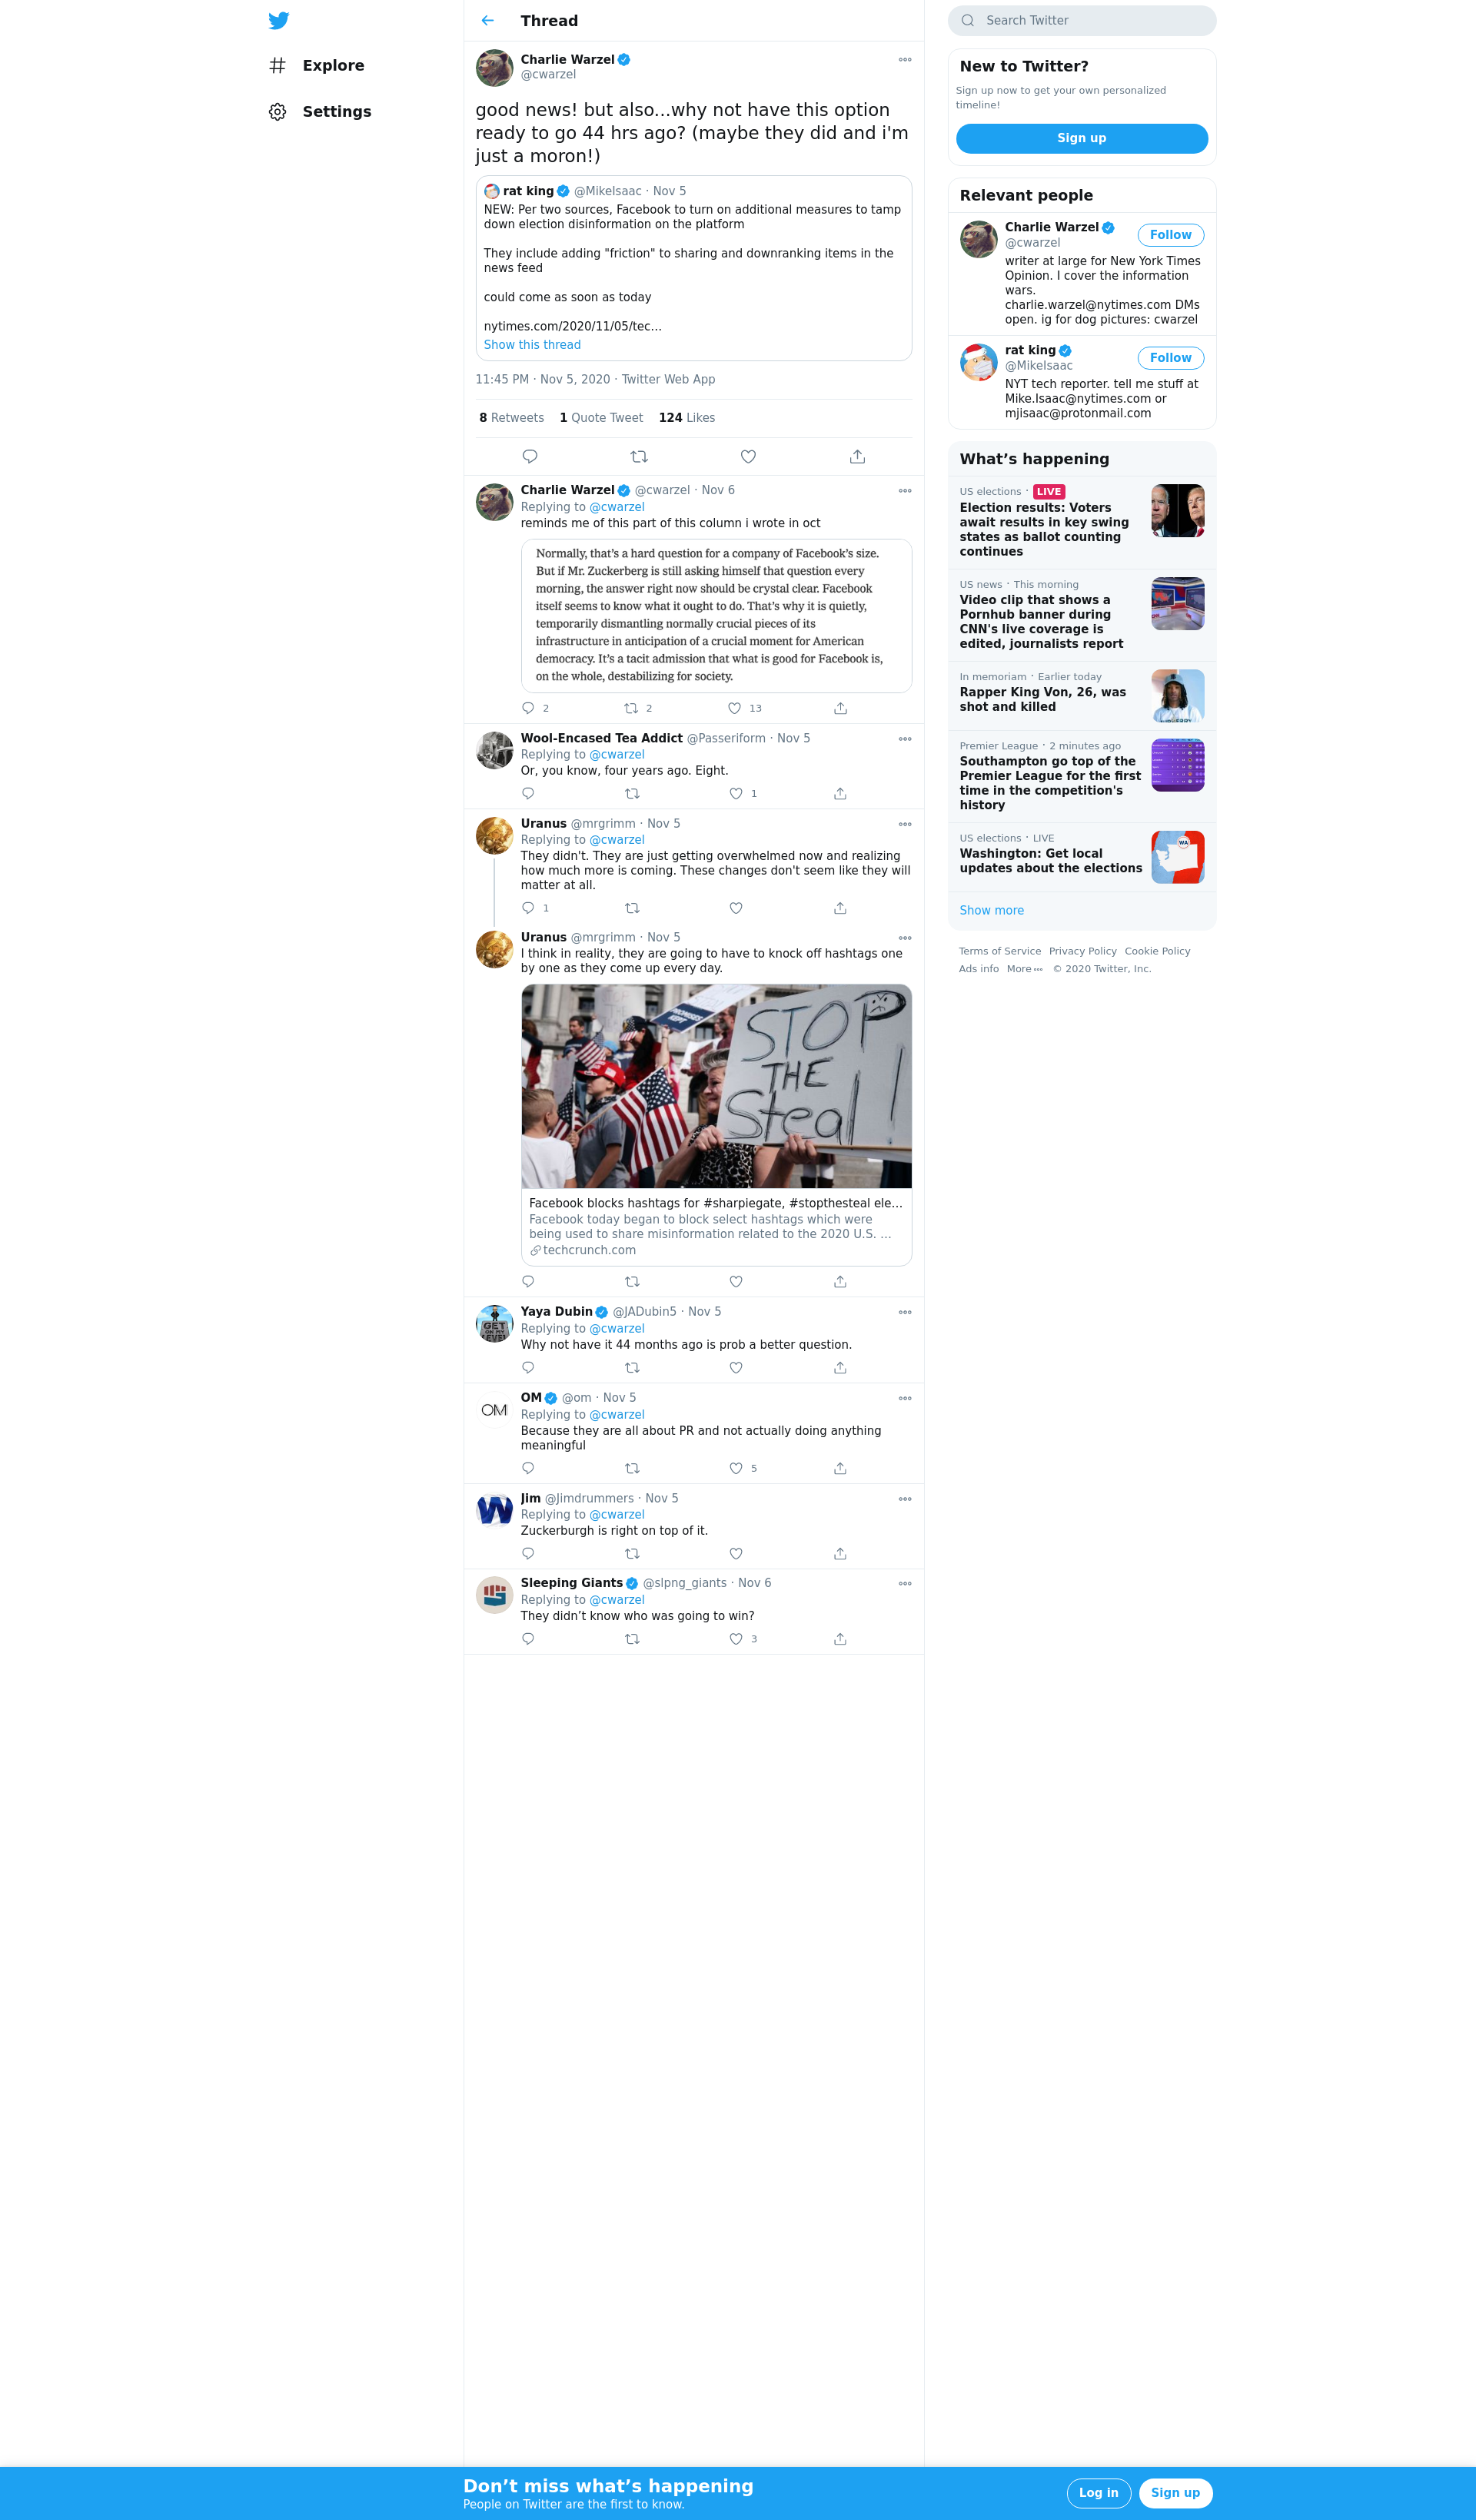 Explore
Settings
Thread
Charlie Warzel
@cwarzel
good news! but also...why not have this option
ready to go 44 hrs ago? (maybe they did and i'm
just a moron!)
rat king @MikeIsaac · Nov 5
NEW: Per two sources, Facebook to turn on additional measures to tamp
down election disinformation on the platform
They include adding "friction" to sharing and downranking items in the
news feed
could come as soon as today
nytimes.com/2020/11/05/tec…
Show this thread
11:45 PM · Nov 5, 2020 · Twitter Web App
8 Retweets 1 Quote Tweet 124 Likes
Charlie Warzel @cwarzel · Nov 6
Replying to @cwarzel
reminds me of this part of this column i wrote in oct
Normally, that’s a hard question for a company of Facebook’s size.
But if Mr. Zuckerberg is still asking himself that question every
morning, the answer right now should be crystal clear. Facebook
itself seems to know what it ought to do. That’s why it is quietly,
temporarily dismantling normally crucial pieces of its
infrastructure in anticipation of a crucial moment for American
democracy. It’s a tacit admission that what is good for Facebook is,
on the whole, destabilizing for society.
2 2 13
Wool-Encased Tea Addict @Passeriform · Nov 5
Replying to @cwarzel
Or, you know, four years ago. Eight.
1
Uranus @mrgrimm · Nov 5
Replying to @cwarzel
They didn't. They are just getting overwhelmed now and realizing
how much more is coming. These changes don't seem like they will
matter at all.
1
Uranus @mrgrimm · Nov 5
I think in reality, they are going to have to knock off hashtags one
by one as they come up every day.
STOP
THE
Steal!
Facebook blocks hashtags for #sharpiegate, #stopthesteal ele…
Facebook today began to block select hashtags which were
being used to share misinformation related to the 2020 U.S. …
techcrunch.com
Yaya Dubin @JADubin5 · Nov 5
GET
ON MY
LEVEL
Replying to @cwarzel
Why not have it 44 months ago is prob a better question.
OM
OM @om · Nov 5
Replying to @cwarzel
Because they are all about PR and not actually doing anything
meaningful
5
Jim @Jimdrummers · Nov 5
Replying to @cwarzel
Zuckerburgh is right on top of it.
Sleeping Giants @slpng_giants · Nov 6
Replying to @cwarzel
They didn’t know who was going to win?
3
Search Twitter
New to Twitter?
Sign up now to get your own personalized
timeline!
Sign up
Relevant people
Charlie Warzel
@cwarzel
Follow
writer at large for New York Times
Opinion. I cover the information
wars.
charlie.warzel@nytimes.com DMs
open. ig for dog pictures: cwarzel
rat king
@MikeIsaac
Follow
NYT tech reporter. tell me stuff at
Mike.Isaac@nytimes.com or
mjisaac@protonmail.com
What’s happening
US elections · LIVE
Election results: Voters
await results in key swing
states as ballot counting
continues
US news · This morning
Video clip that shows a
Pornhub banner during
CNN's live coverage is
edited, journalists report
In memoriam · Earlier today
Rapper King Von, 26, was
shot and killed
Premier League · 2 minutes ago
Southampton go top of the
Premier League for the first
time in the competition's
history
US elections · LIVE
Washington: Get local
updates about the elections
WA
Show more
Terms of Service Privacy Policy Cookie Policy
Ads info More © 2020 Twitter, Inc.
Don’t miss what’s happening
People on Twitter are the first to know.
Log in
Sign up